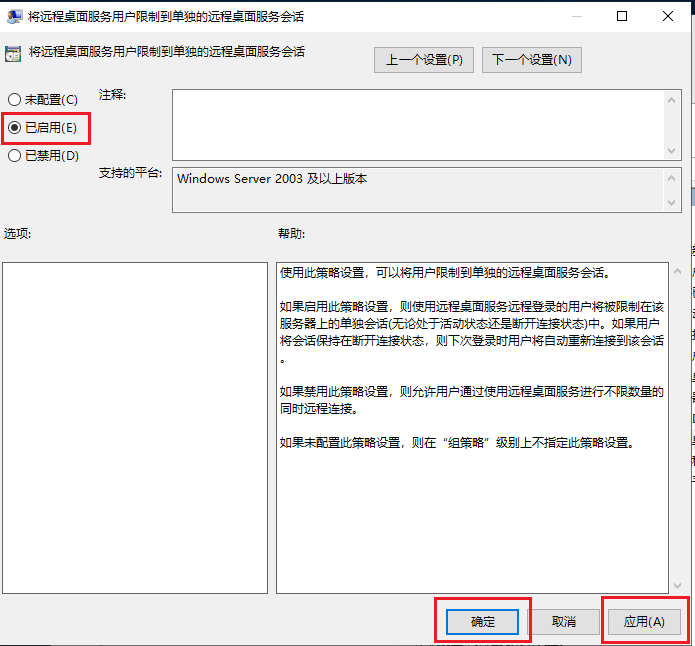 将远程桌面服务用户限制到单独的远程桌面服务会话
将远程桌面服务用户限制到单独的远程桌面服务会话
上一个设置(P)
下一个设置(N)
未配置(C)
注释:
已启用(E)
已禁用(D)
支持的平台:
Windows Server 2003 及以上版本
选项:
帮助:
使用此策略设置，可以将用户限制到单独的远程桌面服务会话。
如果启用此策略设置，则使用远程桌面服务远程登录的用户将被限制在该
服务器上的单独会话(无论处于活动状态还是断开连接状态)中。如果用户
将会话保持在断开连接状态，则下次登录时用户将自动重新连接到该会话
。
如果禁用此策略设置，则允许用户通过使用远程桌面服务进行不限数量的
同时远程连接。
如果未配置此策略设置，则在“组策略”级别上不指定此策略设置。
确定
取消
应用(A)